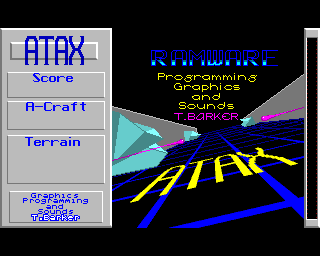 ATAX
Score
A-Craft
Terrain
Graphics
Programming
and
Sounds
T.Barker
RAMWARE
Programming
Graphics
and
Sounds
T.BARKER
ATAX